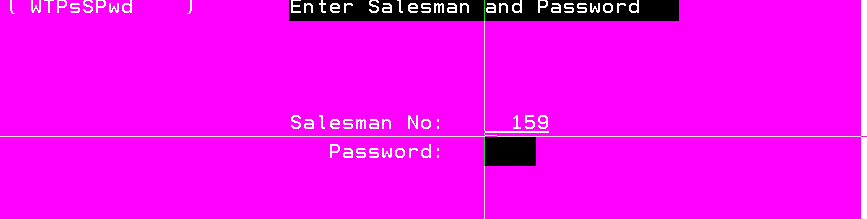 ( WTPsSPwd ) Enter Salesman and Password
Salesman No: 159
Password: